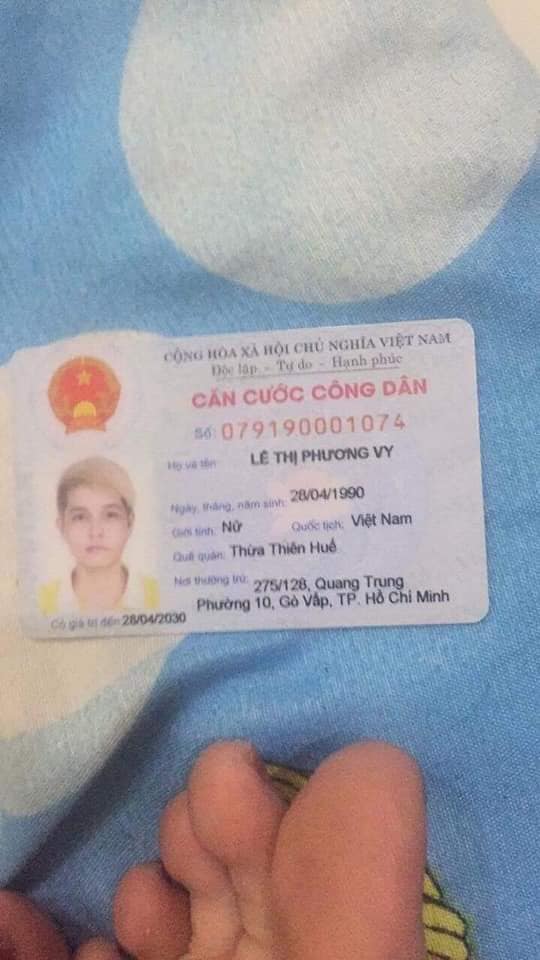 CỘNG HÒA XÃ HỘI CHỦ NGHĨA VIỆT NAM
Độc lập - Tự do - Hạnh phúc
CĂN CƯỚC CÔNG DÂN
Số: 079190001074
Họ và tên: LÊ THỊ PHƯƠNG VY
Ngày, tháng, năm sinh: 28/04/1990
Giới tính: Nữ Quốc tịch: Việt Nam
Quê quán: Thừa Thiên Huế
Nơi thường trú: 275/128, Quang Trung
Phường 10, Gò Vấp, TP. Hồ Chí Minh
Có giá trị đến: 28/04/2030